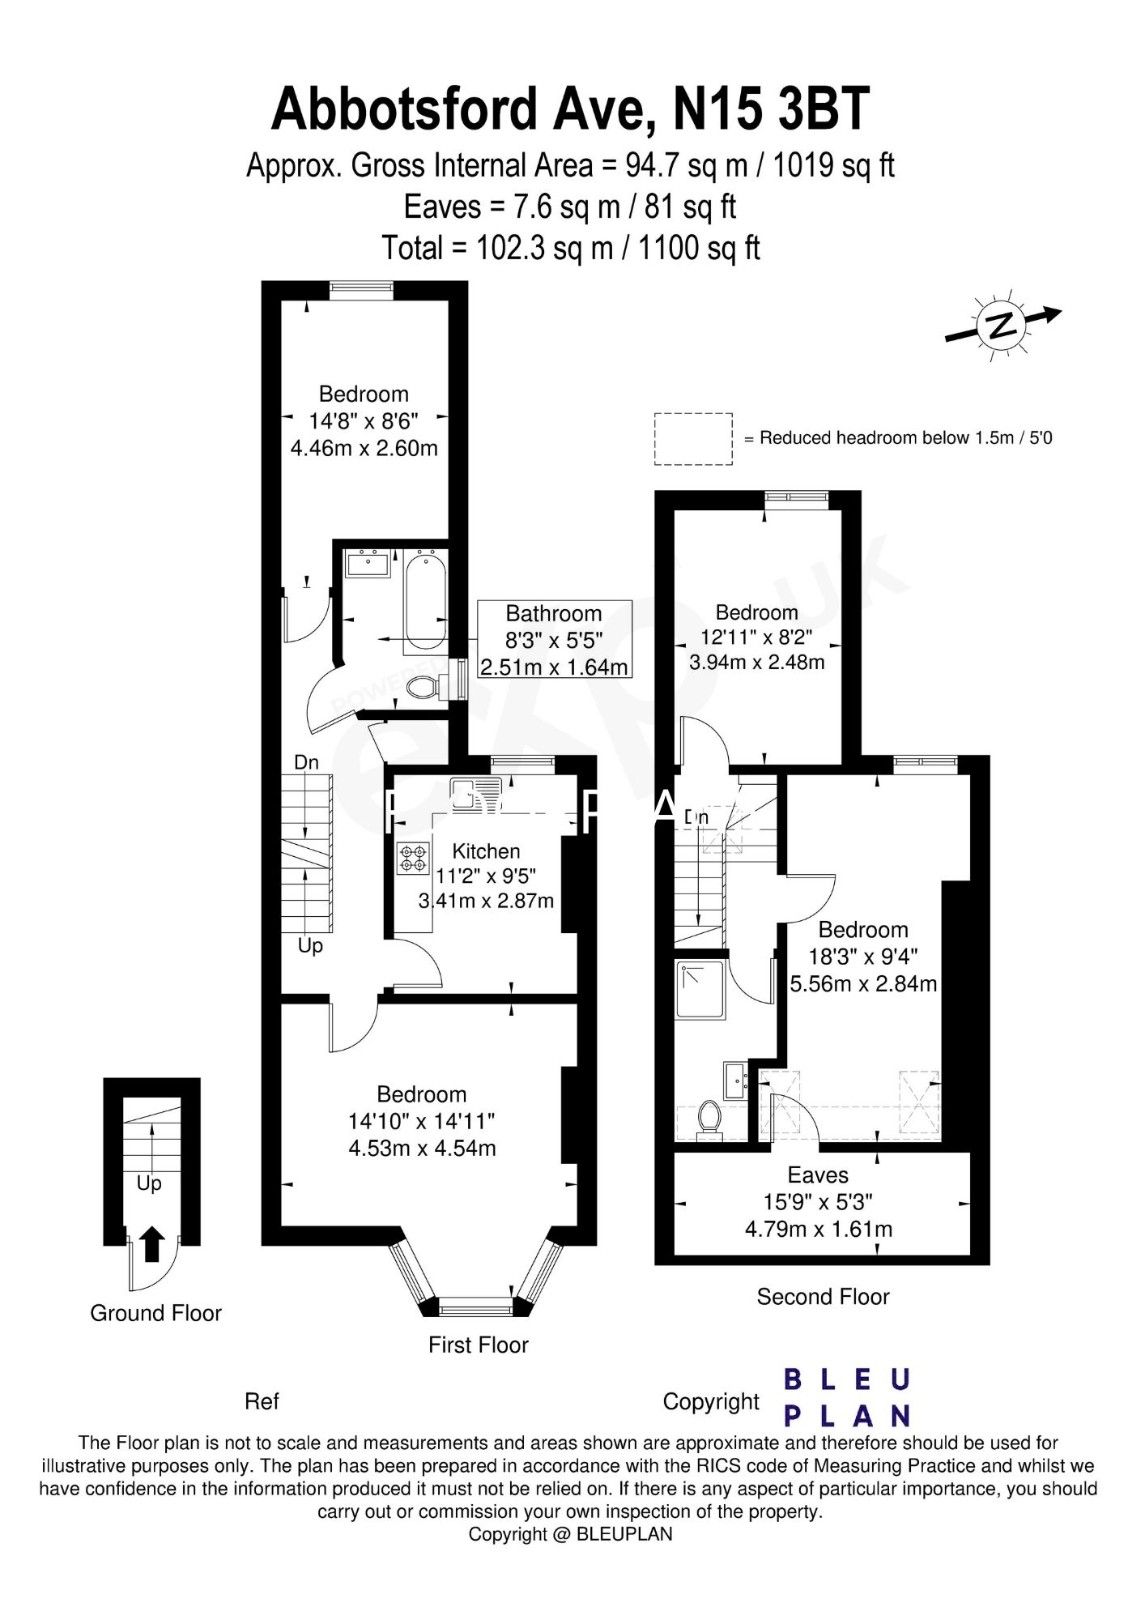 Abbotsford Ave, N15 3BT
Approx. Gross Internal Area = 94.7 sq m / 1019 sq ft
Eaves = 7.6 sq m / 81 sq ft
Total = 102.3 sq m / 1100 sq ft
N
= Reduced headroom below 1.5m / 5'0
Bedroom
14'8" x 8'6"
4.46m x 2.60m
Bathroom
8'3" x 5'5"
2.51m x 1.64m
Dn
Up
Kitchen
11'2" x 9'5"
3.41m x 2.87m
Bedroom
14'10" x 14'11"
4.53m x 4.54m
First Floor
Up
Ground Floor
Bedroom
12'11" x 8'2"
3.94m x 2.48m
Dn
Bedroom
18'3" x 9'4"
5.56m x 2.84m
Eaves
15'9" x 5'3"
4.79m x 1.61m
Second Floor
POWERED
exp UK
Ref
Copyright
BLEU
PLAN
The Floor plan is not to scale and measurements and areas shown are approximate and therefore should be used for
illustrative purposes only. The plan has been prepared in accordance with the RICS code of Measuring Practice and whilst we
have confidence in the information produced it must not be relied on. If there is any aspect of particular importance, you should
carry out or commission your own inspection of the property.
Copyright @ BLEUPLAN